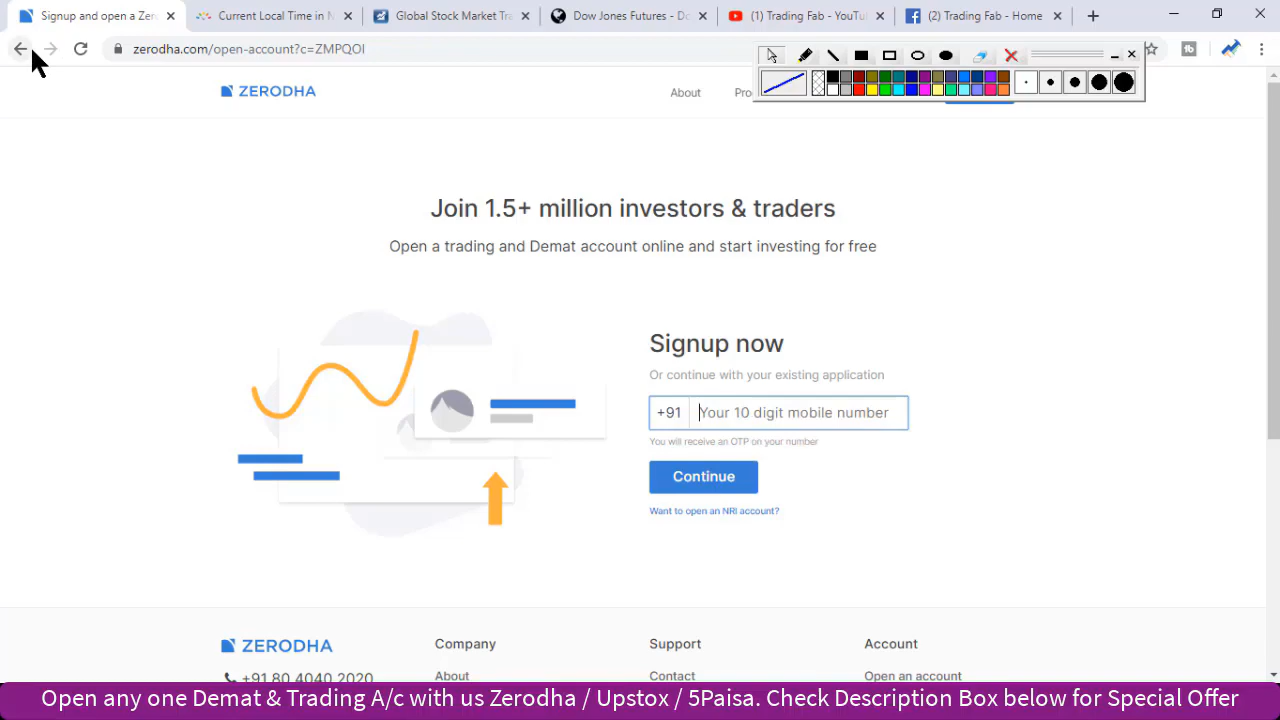 Signup and open a Zer
Current Local Time in N
Global Stock Market Tra
Dow Jones Futures - Do
(1) Trading Fab - YouTu
(2) Trading Fab - Home
zerodha.com/open-account?c=ZMPQOI
ZERODHA
About
Pro
Join 1.5+ million investors & traders
Open a trading and Demat account online and start investing for free
Signup now
Or continue with your existing application
+91 Your 10 digit mobile number
You will receive an OTP on your number
Continue
Want to open an NRI account?
ZERODHA
Company
Support
Account
+91 80 4040 2020
About
Contact
Open an account
Open any one Demat & Trading A/c with us Zerodha / Upstox / 5Paisa. Check Description Box below for Special Offer